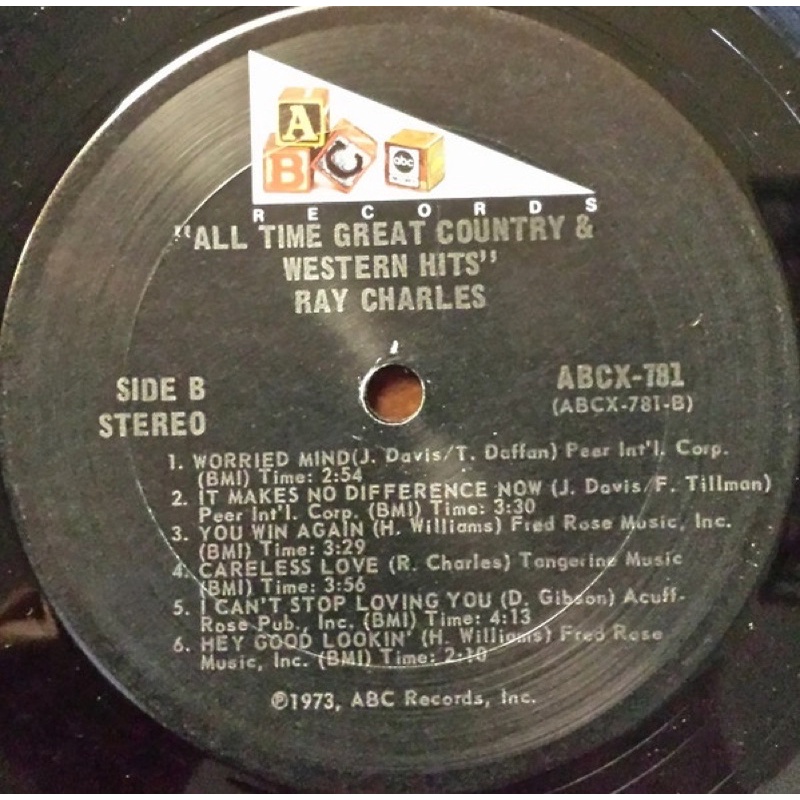 A
B C abc
RECORDS
"ALL TIME GREAT COUNTRY &
WESTERN HITS"
RAY CHARLES
SIDE B
STEREO
ABCX-781
(ABCX-781-B)
1. WORRIED MIND(J. Davis/T. Daffan) Peer Int'l. Corp.
(BMI) Time: 2:54
2. IT MAKES NO DIFFERENCE NOW (J. Davis/F. Tillman)
Peer Int'l. Corp. (BMI) Time: 3:30
3. YOU WIN AGAIN (H. Williams) Fred Rose Music, Inc.
(BMI) Time: 3:29
4. CARELESS LOVE (R. Charles) Tangerine Music
(BMI) Time: 3:56
5. I CAN'T STOP LOVING YOU (D. Gibson) Acuff-
Rose Pub., Inc. (BMI) Time: 4:13
6. HEY GOOD LOOKIN' (H. Williams) Fred Rose
Music, Inc. (BMI) Time: 2:10
℗1973, ABC Records, Inc.